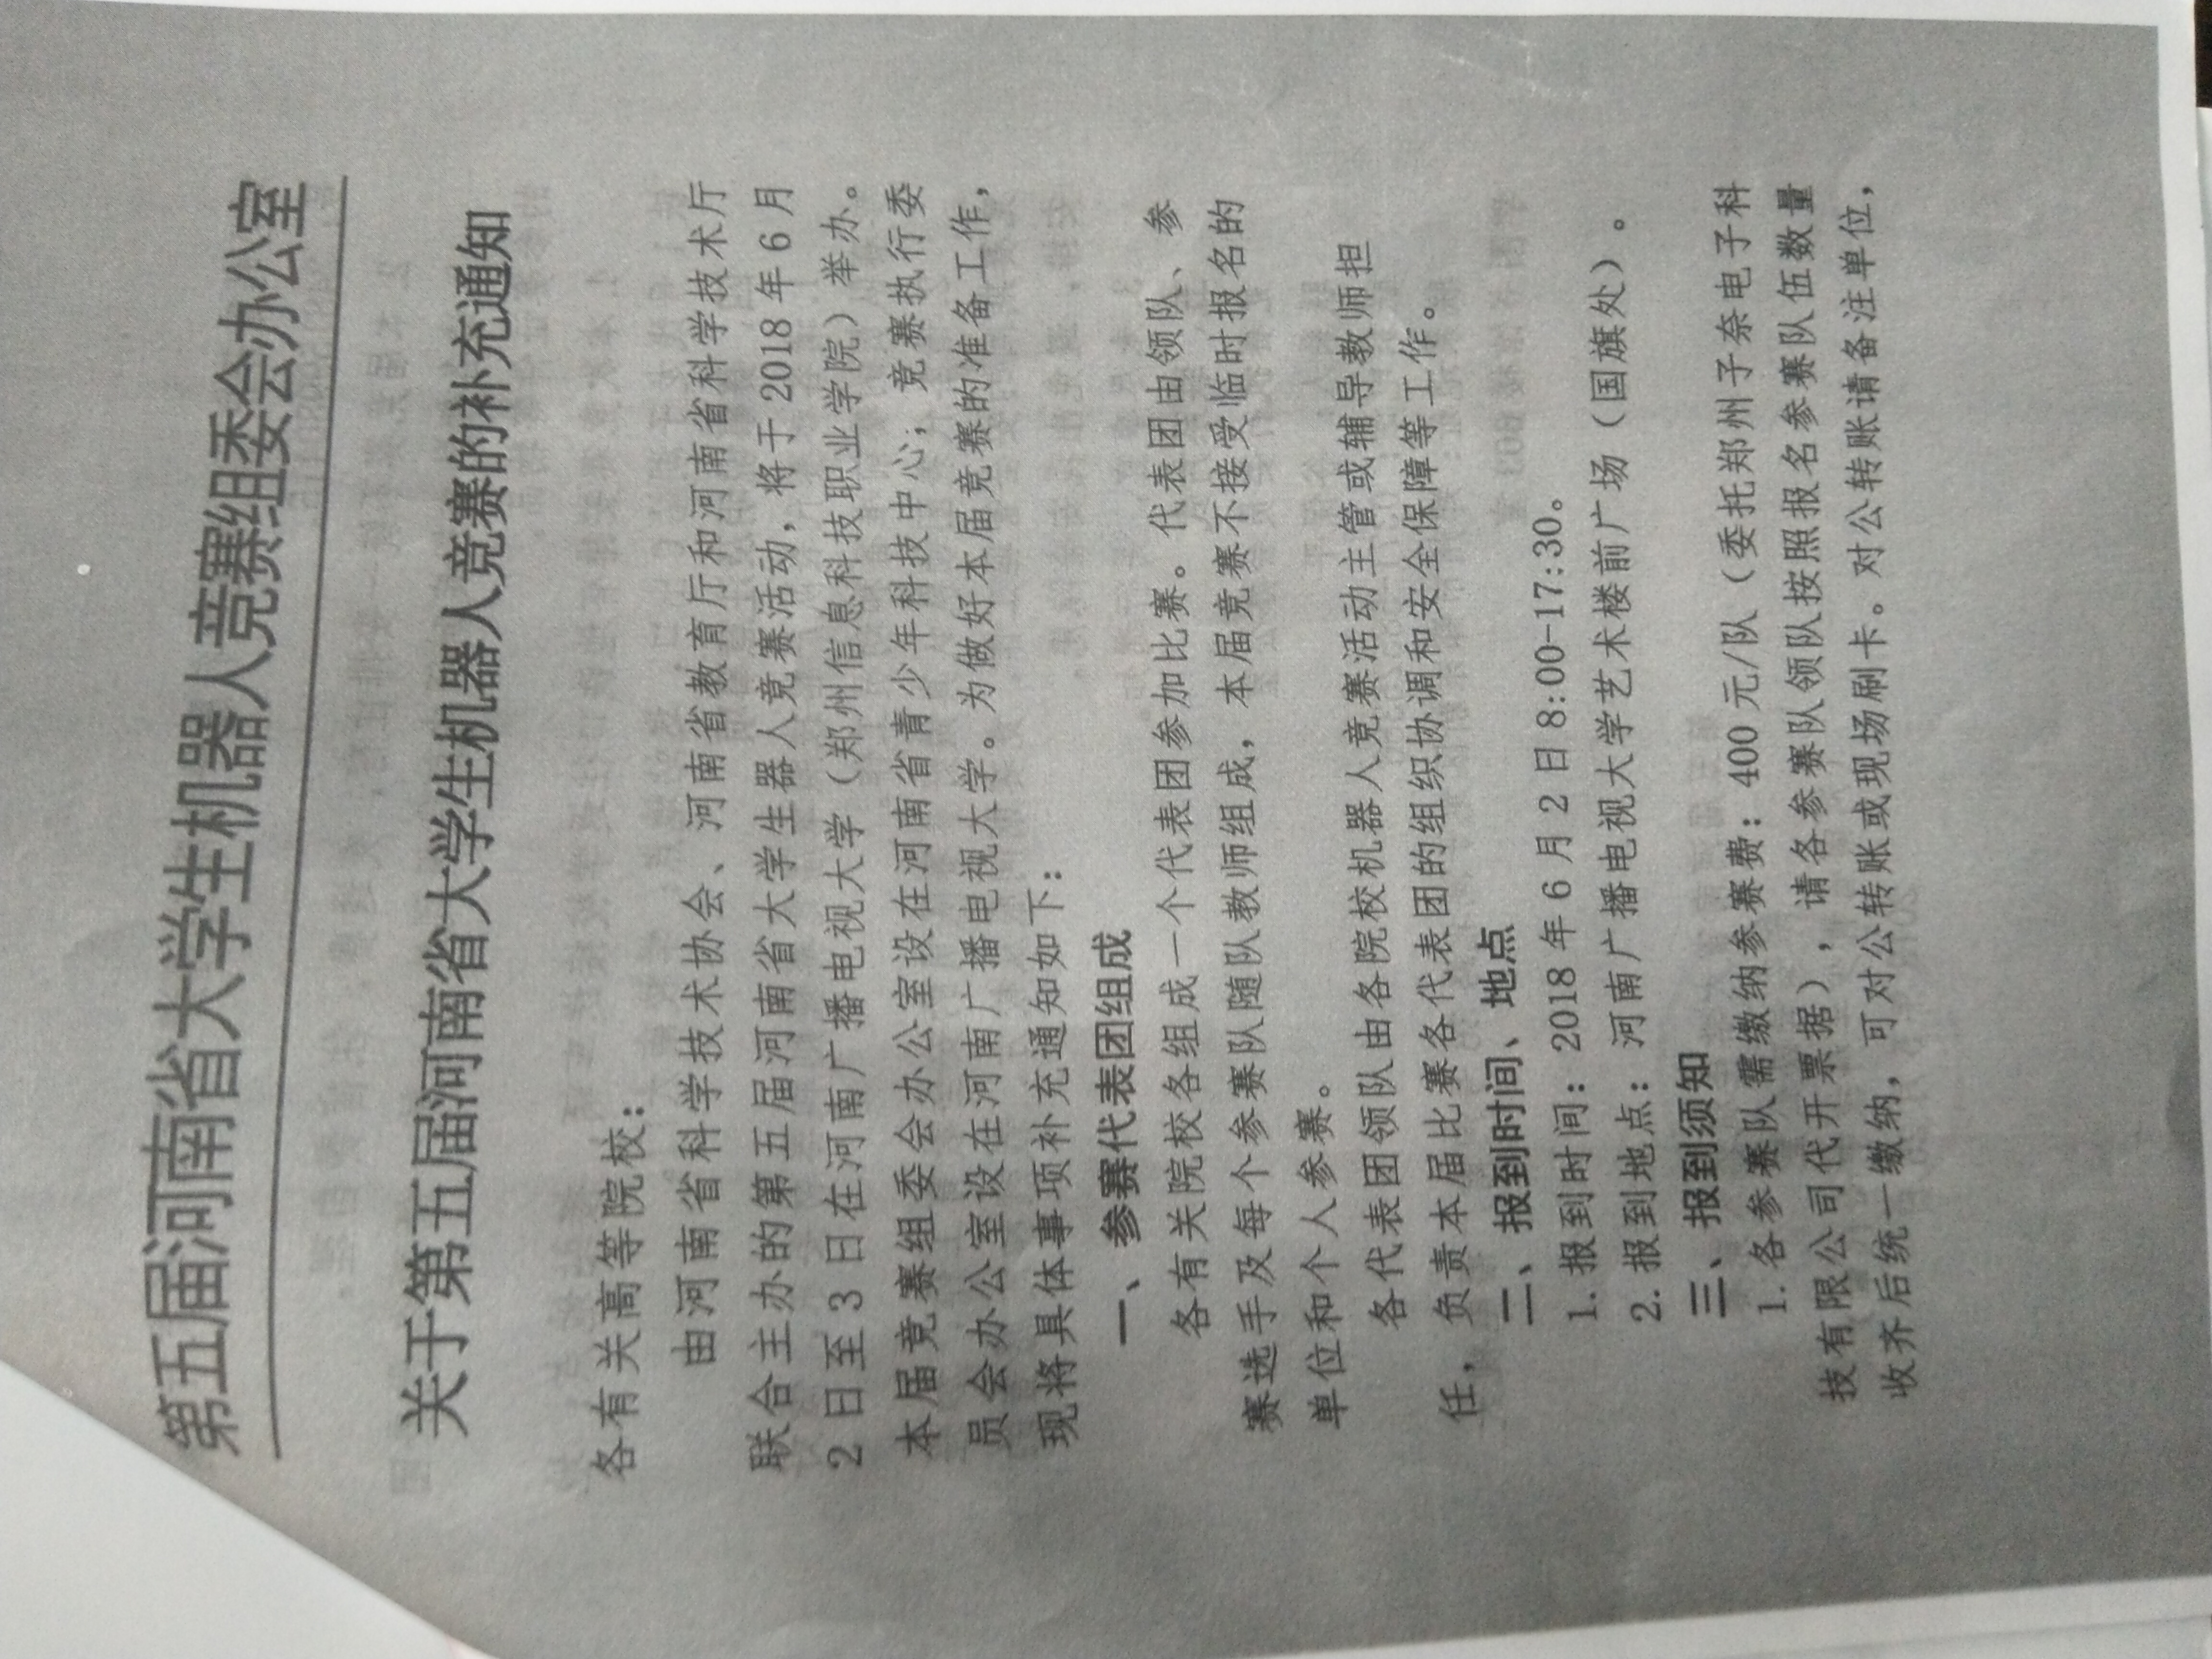 第五届河南省大学生机器人竞赛组委会办公室
关于第五届河南省大学生机器人竞赛的补充通知
各有关高等院校：
由河南省科学技术协会、河南省教育厅和河南省科学技术厅
联合主办的第五届河南省大学生器人竞赛活动，将于 2018 年 6 月
2 日至 3 日在河南广播电视大学（郑州信息科技职业学院）举办。
本届竞赛组委会办公室设在河南省青少年科技中心；竞赛执行委
员会办公室设在河南广播电视大学。为做好本届竞赛的准备工作，
现将具体事项补充通知如下：
一、参赛代表团组成
各有关院校各组成一个代表团参加比赛。代表团由领队、参
赛选手及每个参赛队随队教师组成，本届竞赛不接受临时报名的
单位和个人参赛。
各代表团领队由各院校机器人竞赛活动主管或辅导教师担
任，负责本届比赛各代表团的组织协调和安全保障等工作。
二、报到时间、地点
1. 报到时间：2018 年 6 月 2 日 8:00-17:30。
2. 报到地点：河南广播电视大学艺术楼前广场（国旗处）。
三、报到须知
1. 各参赛队需缴纳参赛费：400 元/队（委托郑州子奈电子科
技有限公司代开票据），请各参赛队领队按照报名参赛队伍数量
收齐后统一缴纳，可对公转账或现场刷卡。对公转账请备注单位，